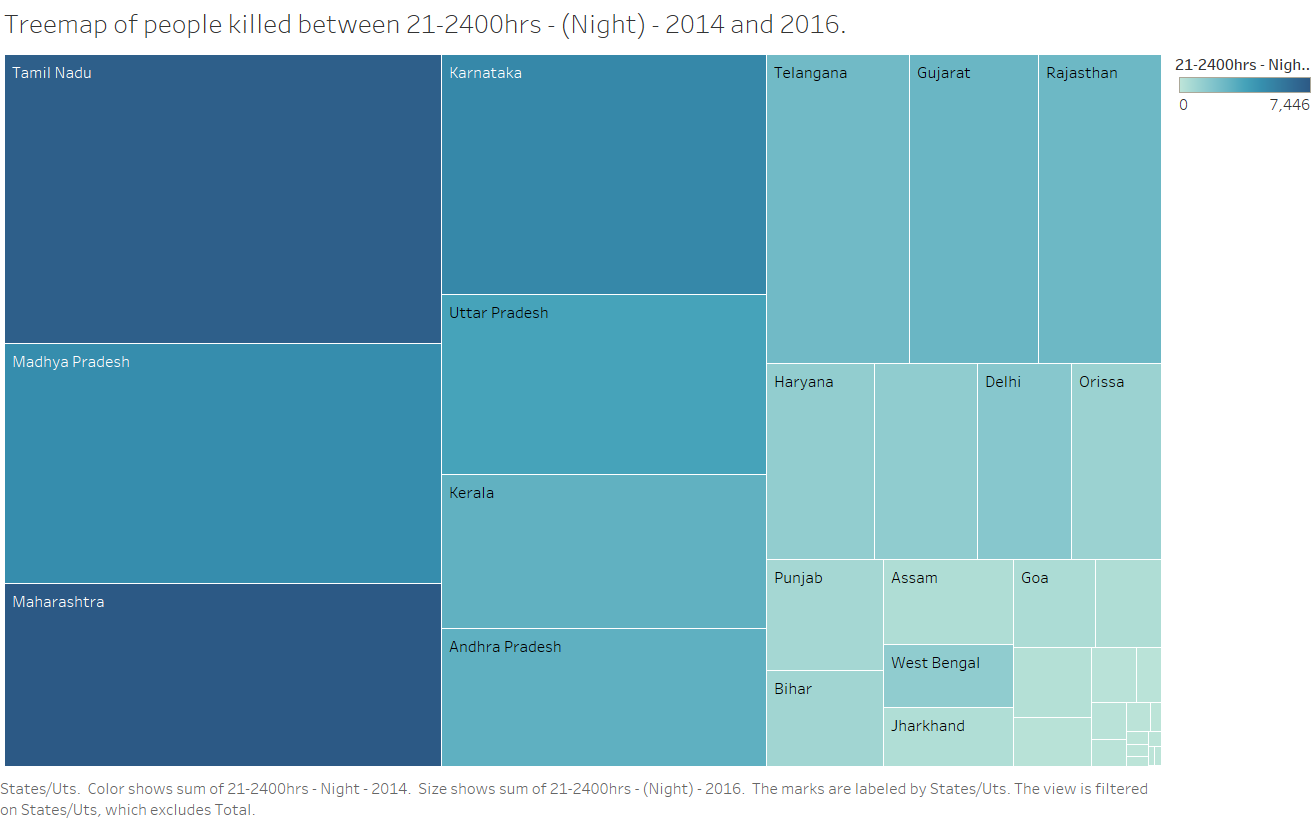 Treemap of people killed between 21-2400hrs - (Night) - 2014 and 2016.
21-2400hrs - Nigh..
0 7,446
Tamil Nadu
Karnataka
Telangana
Gujarat
Rajasthan
Uttar Pradesh
Madhya Pradesh
Haryana
Delhi
Orissa
Kerala
Punjab
Assam
Goa
Maharashtra
Andhra Pradesh
West Bengal
Bihar
Jharkhand
States/Uts.  Color shows sum of 21-2400hrs - Night - 2014.  Size shows sum of 21-2400hrs - (Night) - 2016.  The marks are labeled by States/Uts. The view is filtered
on States/Uts, which excludes Total.